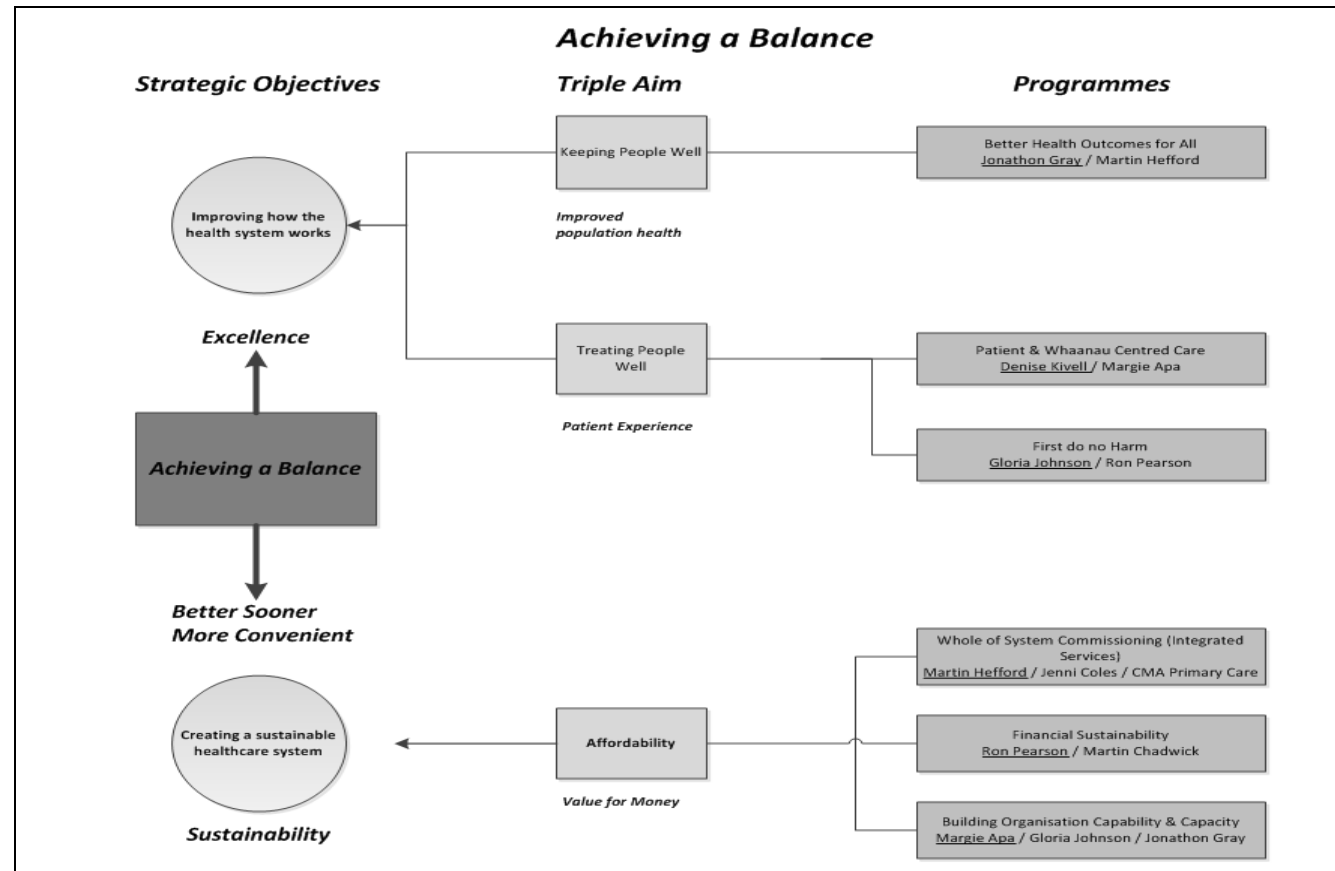 Achieving a Balance
Strategic Objectives
Triple Aim
Programmes
Keeping People Well
Better Health Outcomes for All
Jonathon Gray / Martin Hefford
Improving how the
health system works
Improved
population health
Excellence
Treating People
Well
Patient & Whaanau Centred Care
Denise Kivell / Margie Apa
Patient Experience
First do no Harm
Gloria Johnson / Ron Pearson
Achieving a Balance
Better Sooner
More Convenient
Whole of System Commissioning (Integrated
Services)
Martin Hefford / Jenni Coles / CMA Primary Care
Creating a sustainable
healthcare system
Affordability
Financial Sustainability
Ron Pearson / Martin Chadwick
Value for Money
Sustainability
Building Organisation Capability & Capacity
Margie Apa / Gloria Johnson / Jonathon Gray